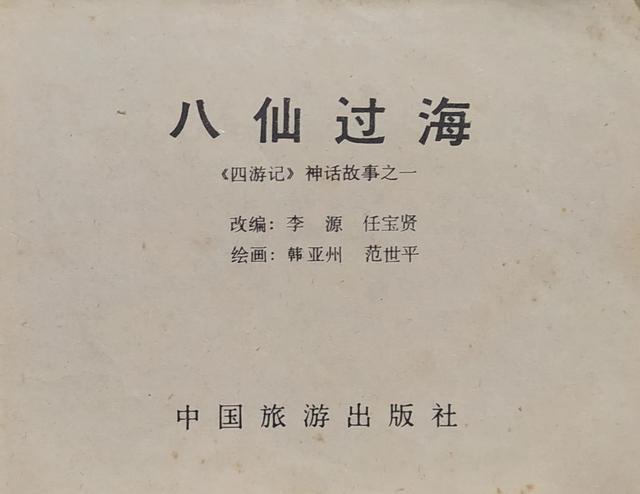 八仙过海
《四游记》神话故事之一
改编：李 源 任宝贤
绘画：韩亚州 范世平
中国旅游出版社